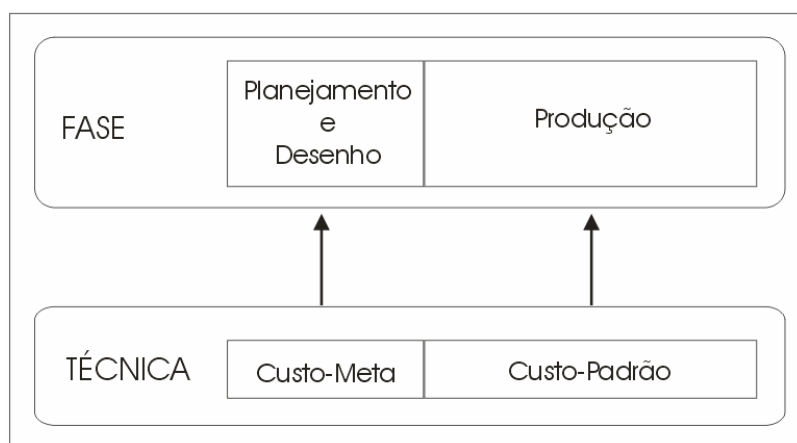 FASE
Planejamento
e
Desenho
Produção
TÉCNICA
Custo-Meta
Custo-Padrão